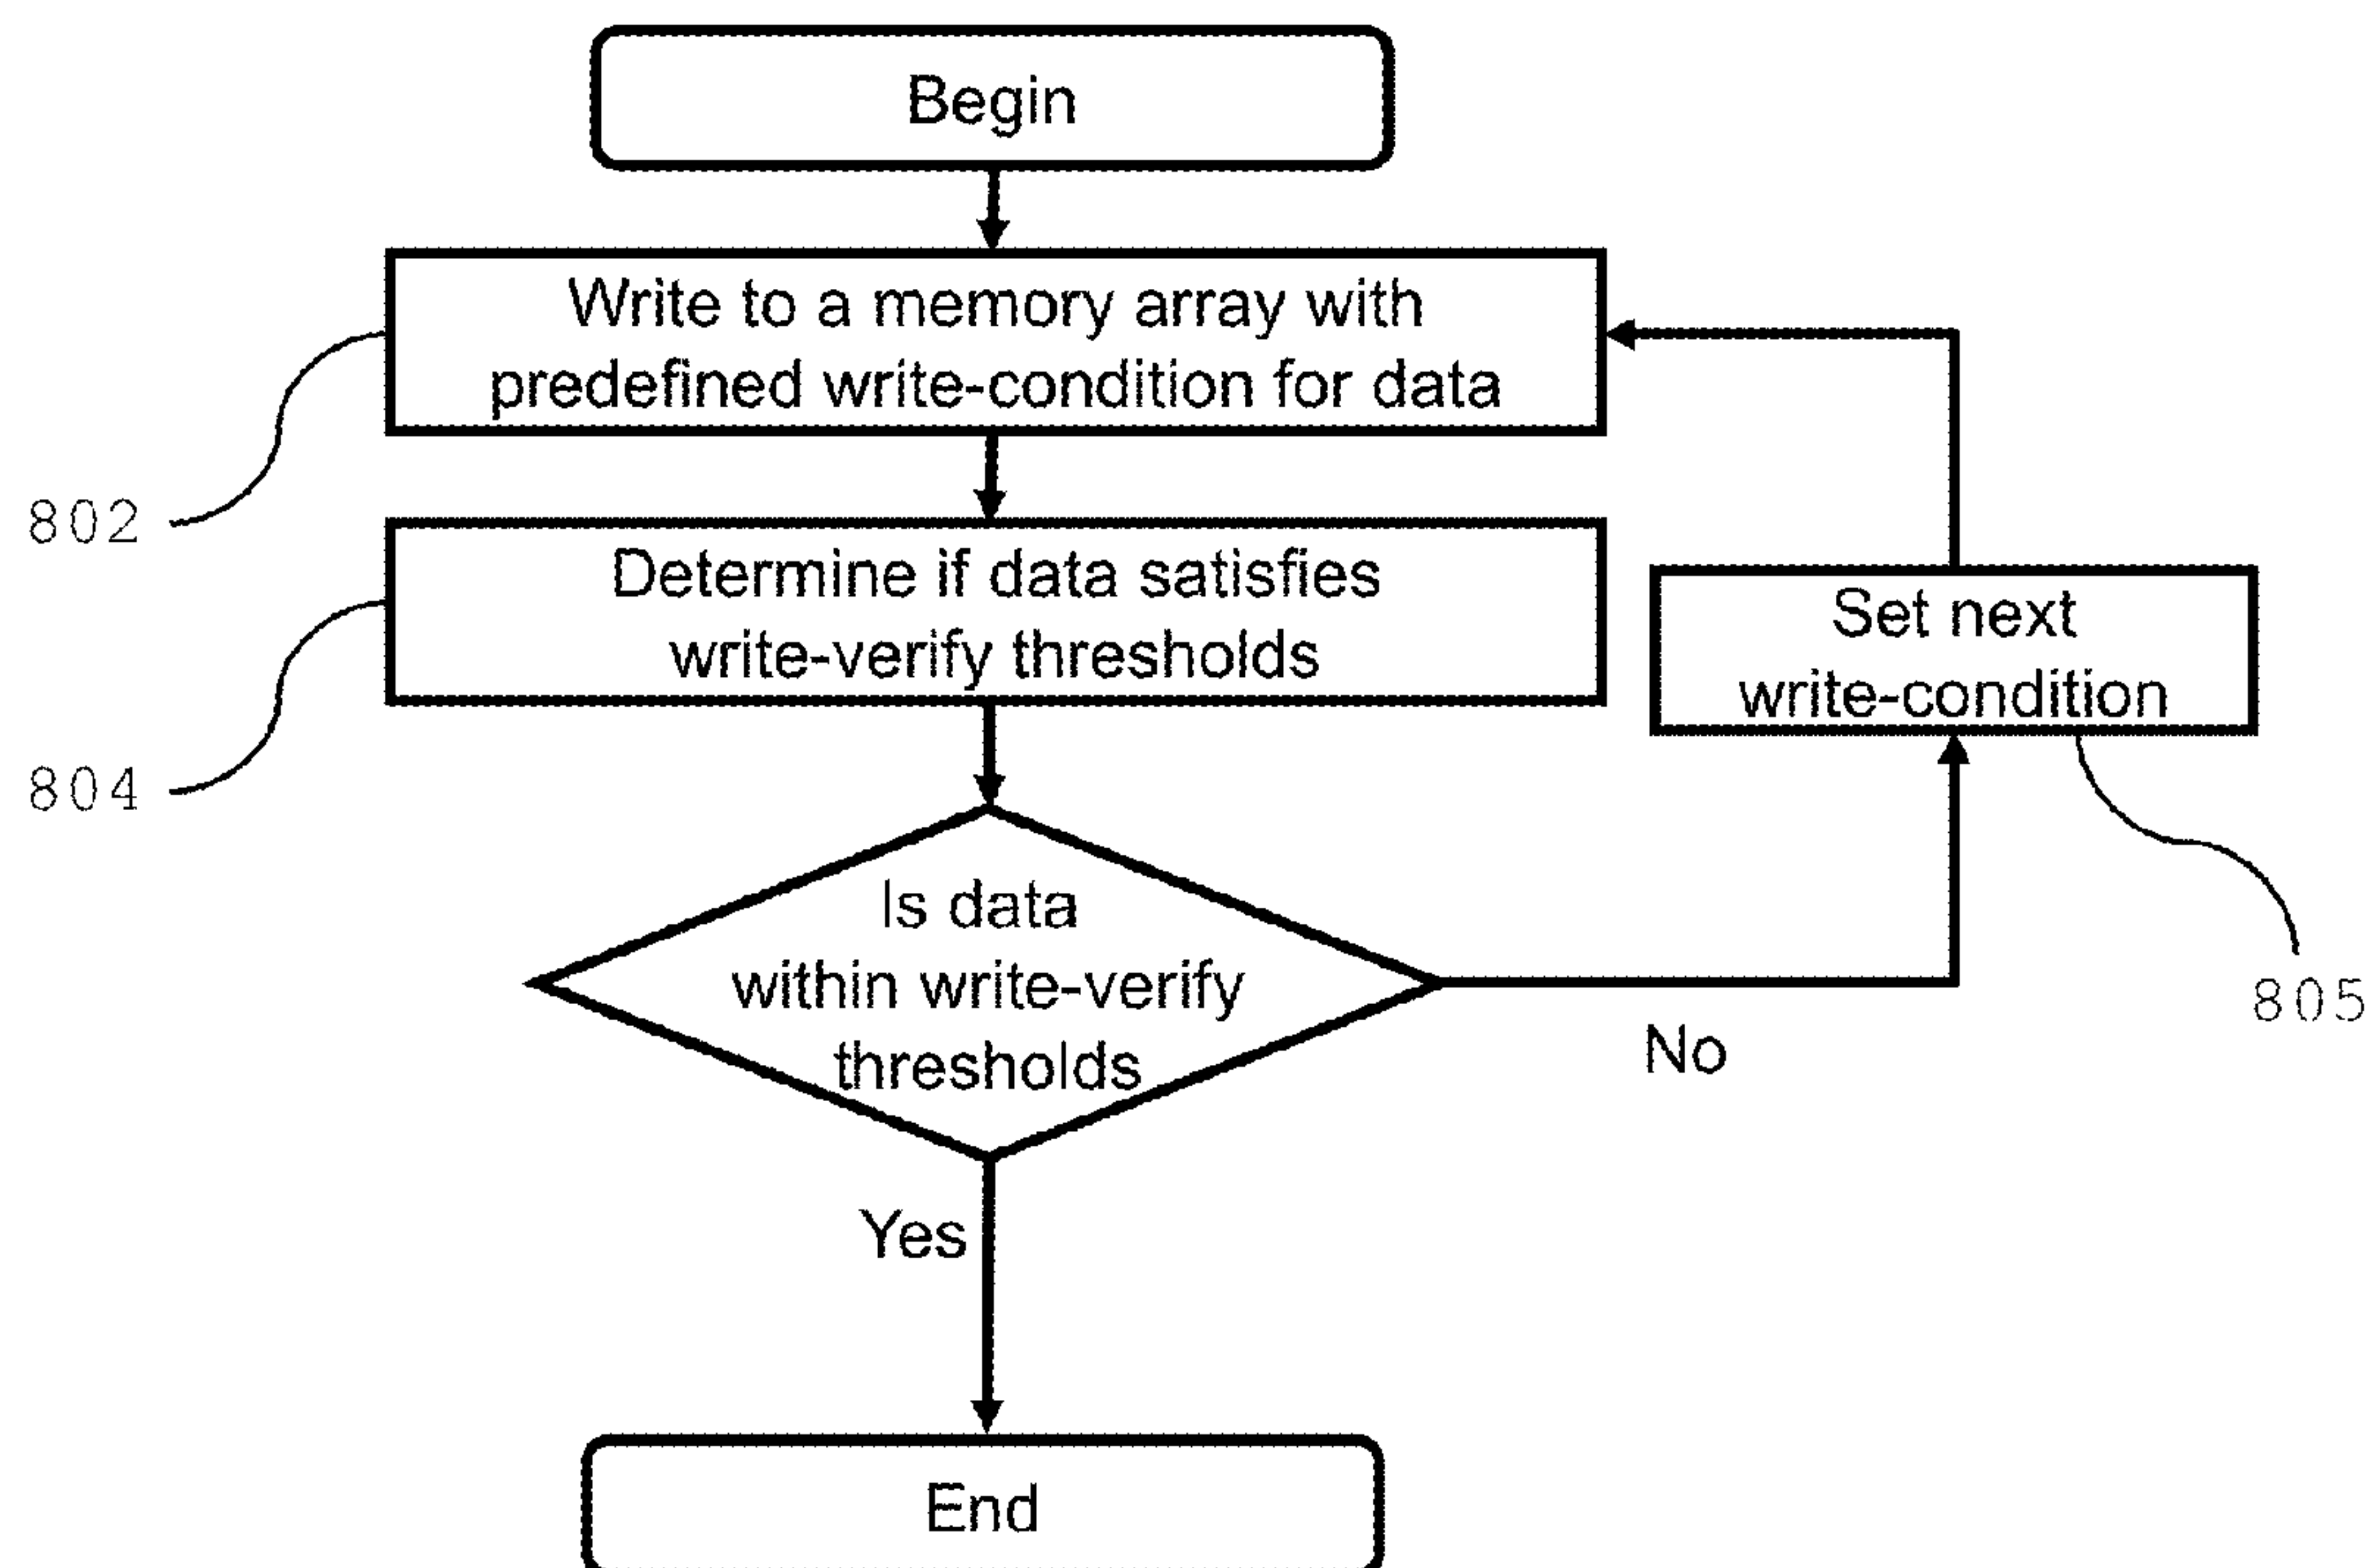 Begin
Write to a memory array with
predefined write-condition for data
802
Determine if data satisfies
write-verify thresholds
804
Set next
write-condition
805
Is data
within write-verify
thresholds
No
Yes
End